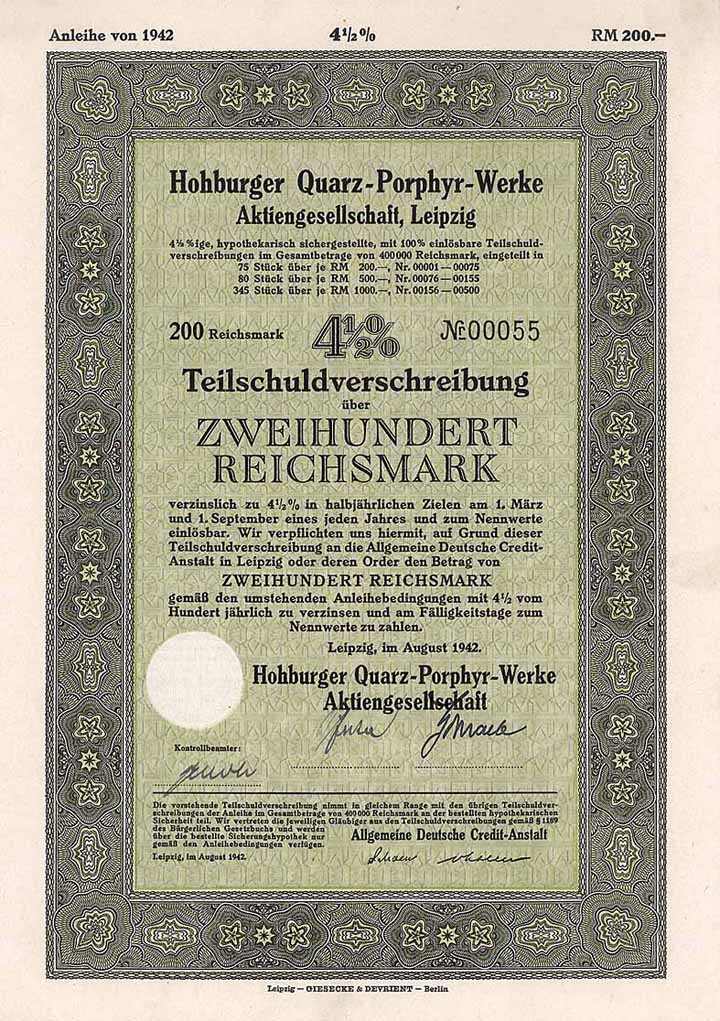 Anleihe von 1942 4½% RM 200.—
Hohburger Quarz-Porphyr-Werke
Aktiengesellschaft, Leipzig
4½%ige, hypothekarisch sichergestellte, mit 100% einlösbare Teilschuld-
verschreibungen im Gesamtbetrage von 400000 Reichsmark, eingeteilt in
75 Stück über je RM 200.—, Nr. 00001—00075
80 Stück über je RM 500.—, Nr. 00076—00155
345 Stück über je RM 1000.—, Nr. 00156—00500
200 Reichsmark 4½% № 00055
Teilschuldverschreibung
über
ZWEIHUNDERT
REICHSMARK
verzinslich zu 4½% in halbjährlichen Zielen am 1. März
und 1. September eines jeden Jahres und zum Nennwerte
einlösbar. Wir verpflichten uns hiermit, auf Grund dieser
Teilschuldverschreibung an die Allgemeine Deutsche Credit-
Anstalt in Leipzig oder deren Order den Betrag von
ZWEIHUNDERT REICHSMARK
gemäß den umstehenden Anleihebedingungen mit 4½ vom
Hundert jährlich zu verzinsen und am Fälligkeitstage zum
Nennwerte zu zahlen.
Leipzig, im August 1942.
Hohburger Quarz-Porphyr-Werke
Aktiengesellschaft
Kontrollbeamter:
Die vorstehende Teilschuldverschreibung nimmt in gleichem Range mit den übrigen Teilschuldver-
schreibungen der Anleihe im Gesamtbetrage von 400000 Reichsmark an der bestellten hypothekarischen
Sicherheit teil. Wir vertreten die jeweiligen Gläubiger aus den Teilschuldverschreibungen gemäß § 1189
des Bürgerlichen Gesetzbuchs und werden
über die bestellte Sicherungshypothek nur
gemäß den Anleihebedingungen verfügen.
Allgemeine Deutsche Credit-Anstalt
Leipzig, im August 1942.
Leipzig — GIESECKE & DEVRIENT — Berlin